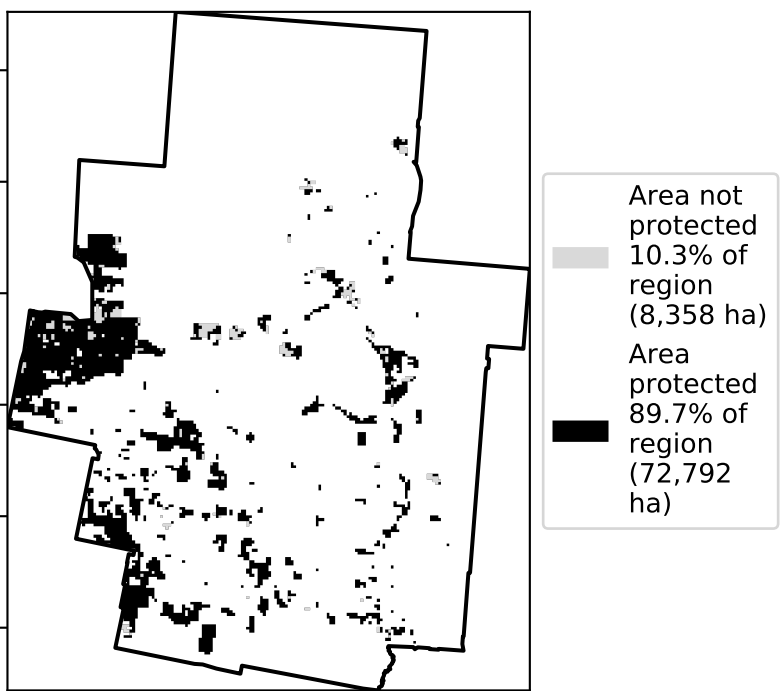 Area not
protected
10.3% of
region
(8,358 ha)
Area
protected
89.7% of
region
(72,792
ha)